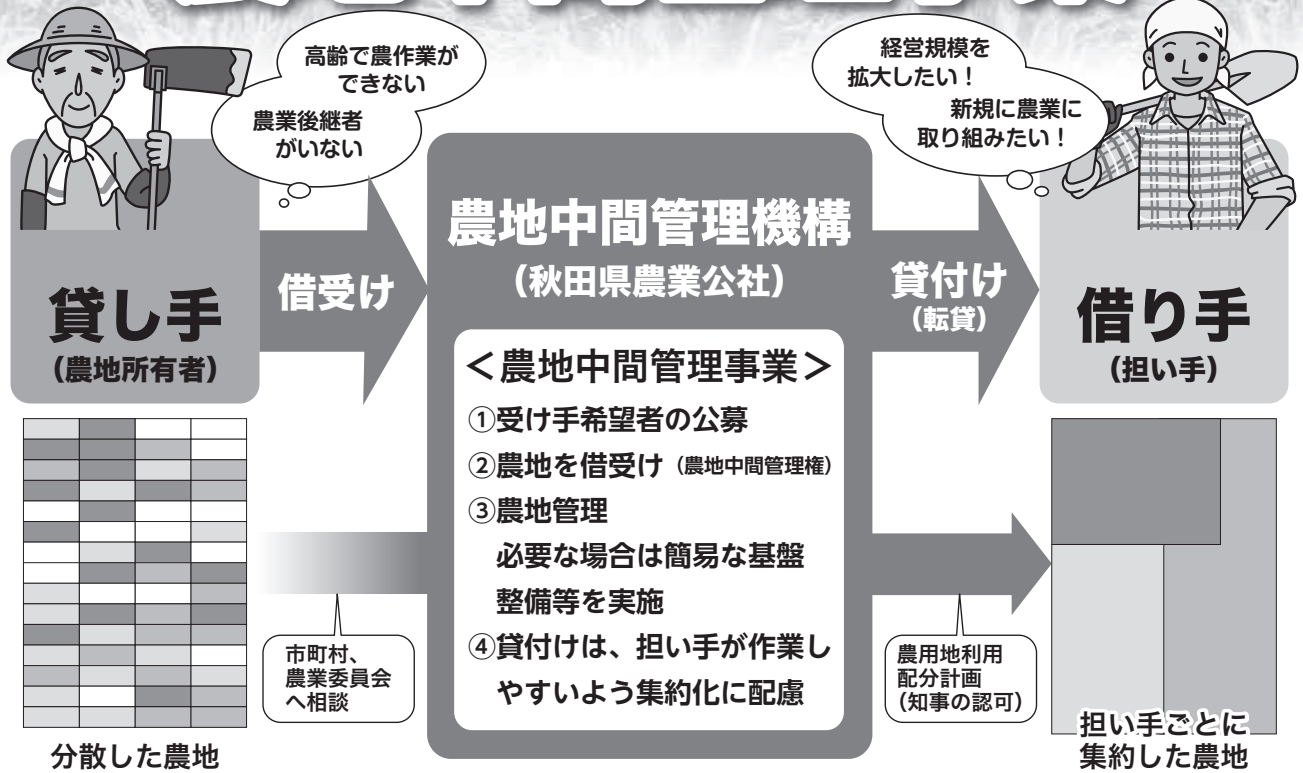 高齢で農作業が
できない
農業後継者
がいない
経営規模を
拡大したい！
新規に農業に
取り組みたい！
貸し手
（農地所有者）
借受け
農地中間管理機構
（秋田県農業公社）
貸付け
（転貸）
借り手
（担い手）
＜農地中間管理事業＞
①受け手希望者の公募
②農地を借受け（農地中間管理権）
③農地管理
必要な場合は簡易な基盤
整備等を実施
④貸付けは、担い手が作業し
やすいよう集約化に配慮
市町村、
農業委員会
へ相談
農用地利用
配分計画
（知事の認可）
分散した農地
担い手ごとに
集約した農地